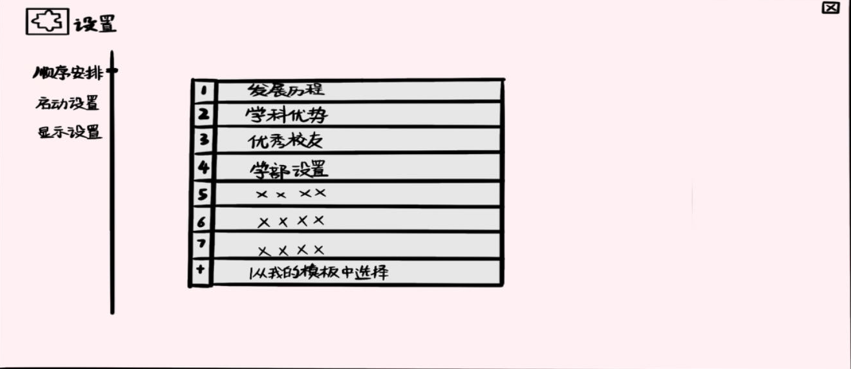 设置
顺序安排
启动设置
显示设置
1 发展历程
2 学科优势
3 优秀校友
4 学部设置
5 ××××
6 ××××
7 ××××
+ 从我的模板中选择